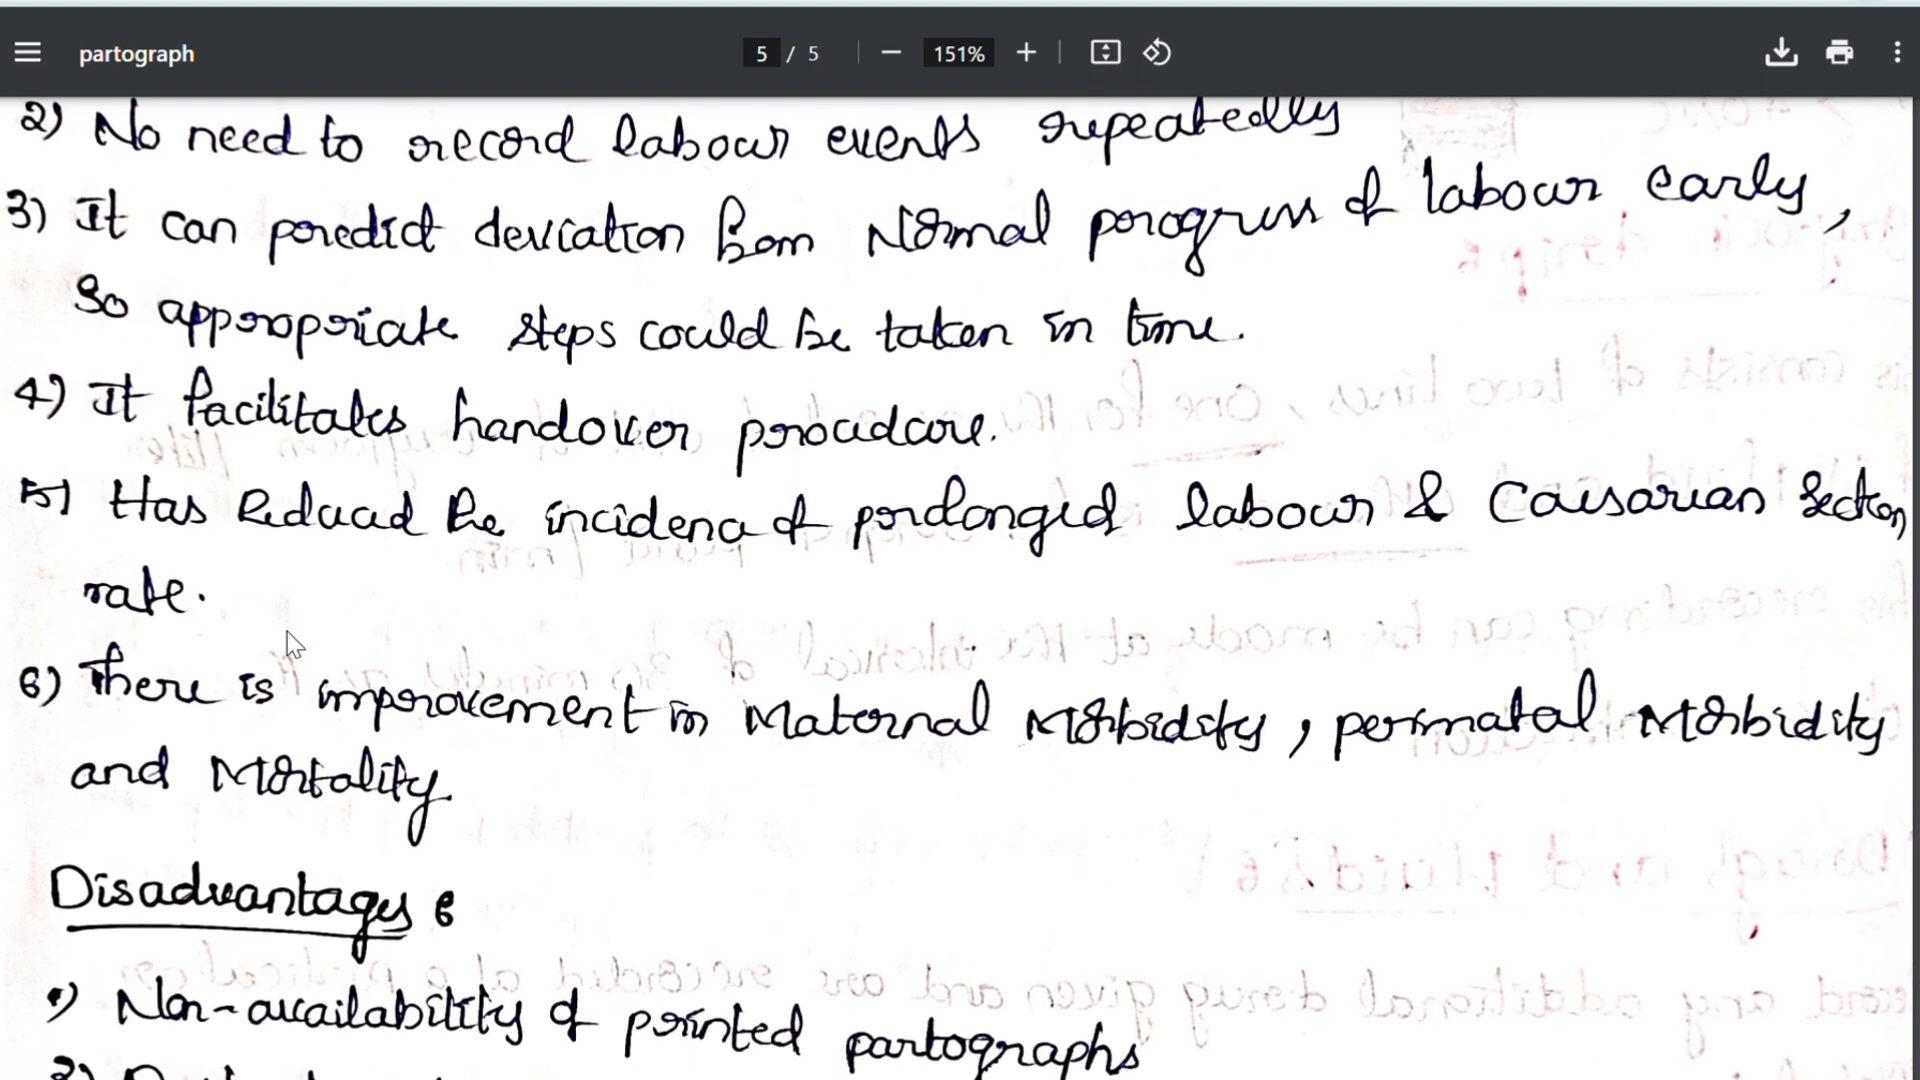 partograph
5 / 5
151%
2) No need to record labour events repeatedly
3) It can predict deviation from Normal progress of labour early,
So appropriate steps could be taken in time.
4) It facilitates handover procedure.
5) Has Reduced the incidence of prolonged labour & Caesarian Section
rate.
6) There is improvement in Maternal Morbidity, perinatal Morbidity
and Mortality
Disadvantages :
1) Non-availability of printed partographs